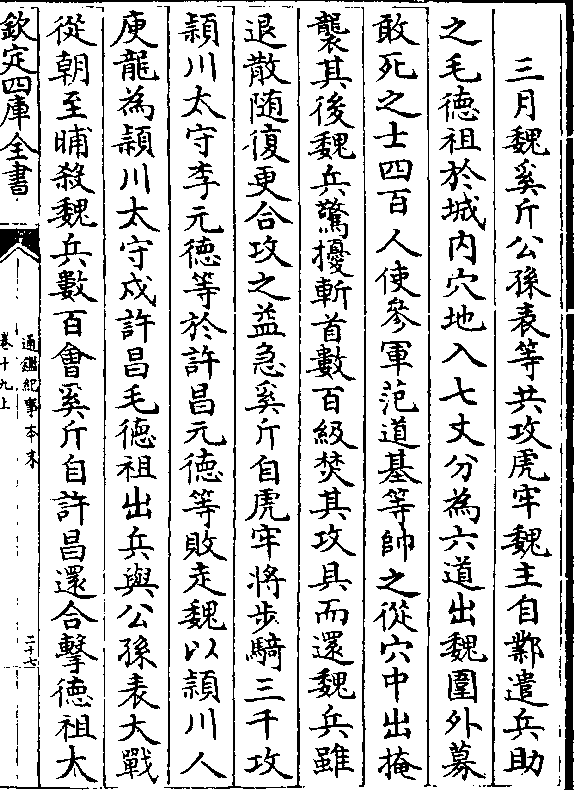 三月魏奚斤公孫表等共攻虎牢魏主自鄴遣兵助
之毛德祖於城内穴地入七丈分為六道出魏圍外募
敢死之士四百人使參軍范道基等帥之從穴中出掩
襲其後魏兵驚擾斬首數百級焚其攻具而還魏兵雖
退散随復更合攻之益急奚斤自虎牢將步騎三千攻
潁川太守李元德等於許昌元德等敗走魏以潁川人
庾龍為潁川太守戍許昌毛德祖出兵與公孫表大戰
從朝至晡殺魏兵數百會奚斤自許昌還合擊德祖大
欽定四庫全書
通鑑紀事本末
卷十九上
二十六